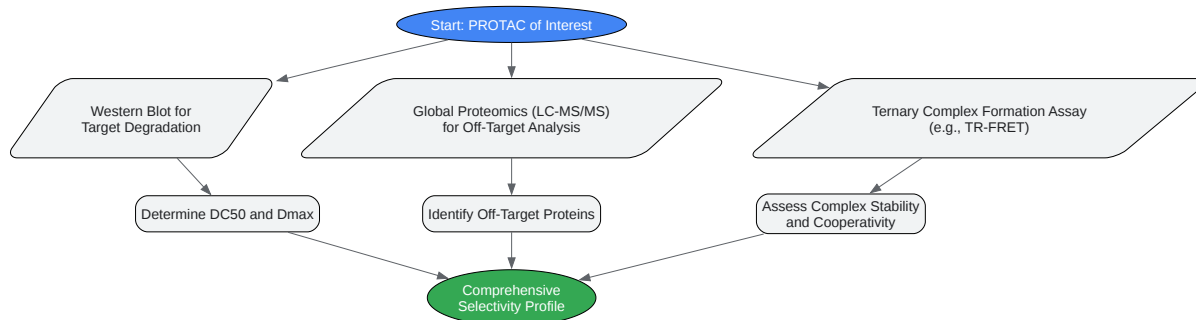 Start: PROTAC of Interest
Western Blot for
Target Degradation
Global Proteomics (LC-MS/MS)
for Off-Target Analysis
Ternary Complex Formation Assay
(e.g., TR-FRET)
Determine DC50 and Dmax
Identify Off-Target Proteins
Assess Complex Stability
and Cooperativity
Comprehensive
Selectivity Profile